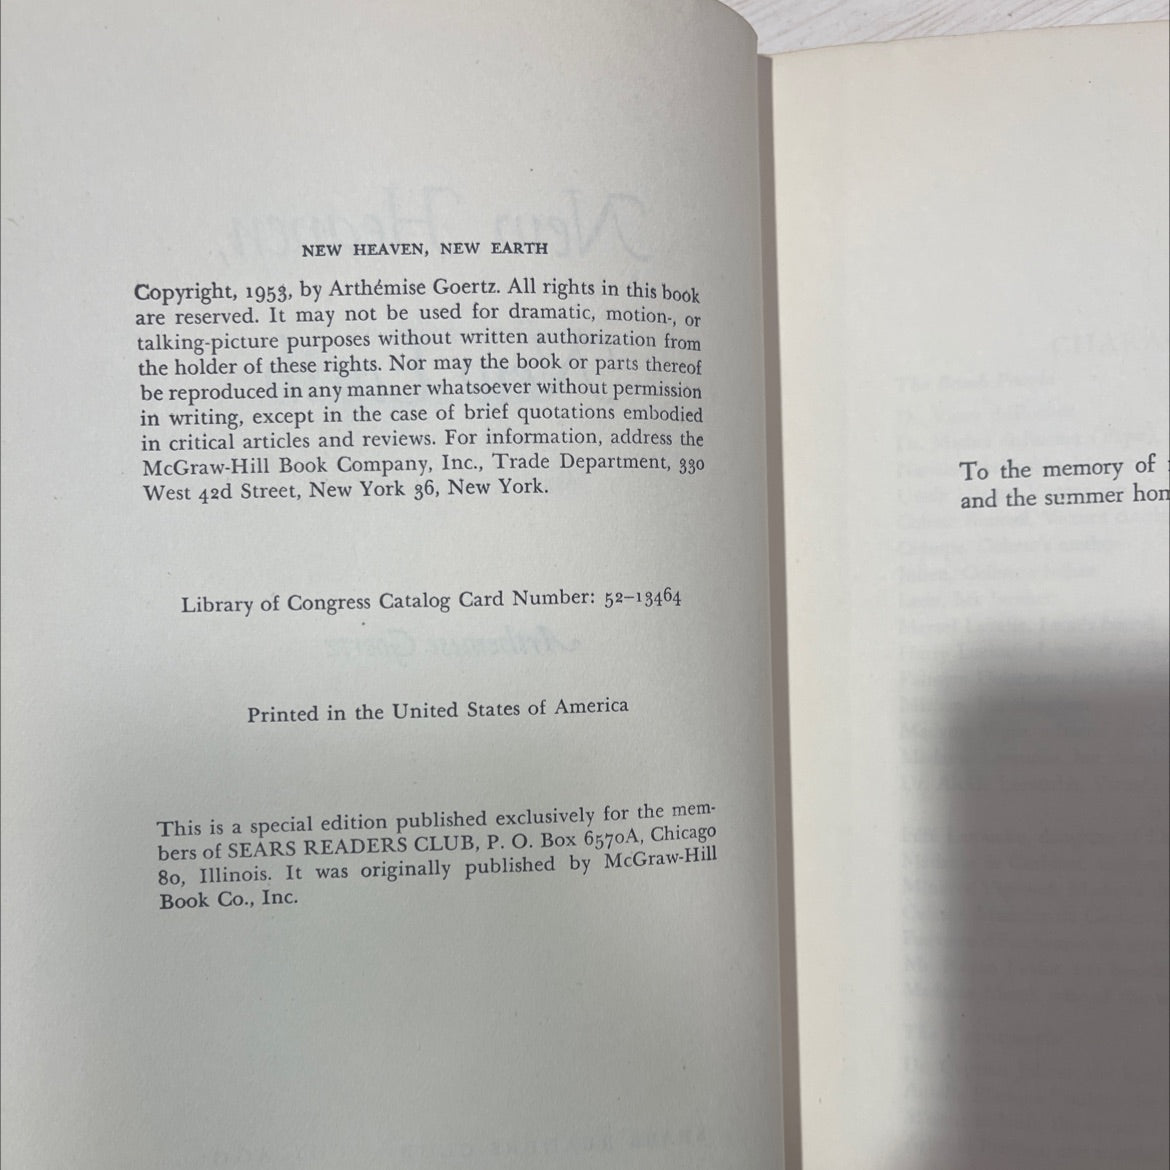 NEW HEAVEN, NEW EARTH
Copyright, 1953, by Arthémise Goertz. All rights in this book
are reserved. It may not be used for dramatic, motion-, or
talking-picture purposes without written authorization from
the holder of these rights. Nor may the book or parts thereof
be reproduced in any manner whatsoever without permission
in writing, except in the case of brief quotations embodied
in critical articles and reviews. For information, address the
McGraw-Hill Book Company, Inc., Trade Department, 330
West 42d Street, New York 36, New York.
Library of Congress Catalog Card Number: 52-13464
Printed in the United States of America
This is a special edition published exclusively for the mem-
bers of SEARS READERS CLUB, P. O. Box 6570A, Chicago
80, Illinois. It was originally published by McGraw-Hill
Book Co., Inc.
To the memory of
and the summer